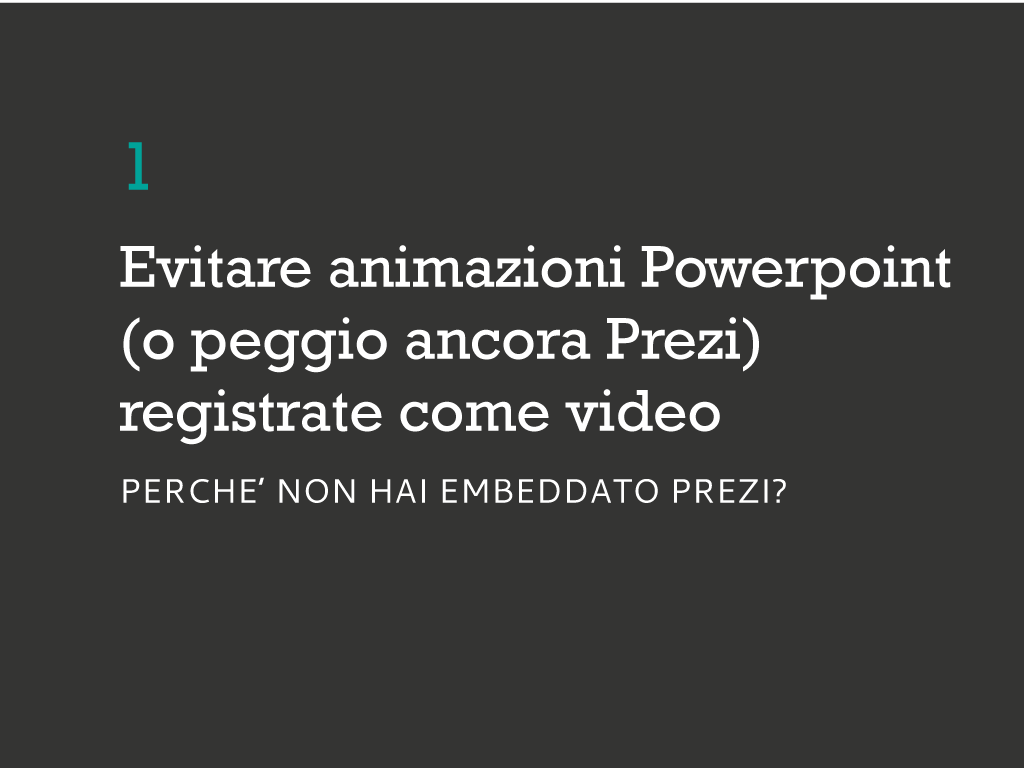 1
Evitare animazioni Powerpoint
(o peggio ancora Prezi)
registrate come video
PERCHE’ NON HAI EMBEDDATO PREZI?